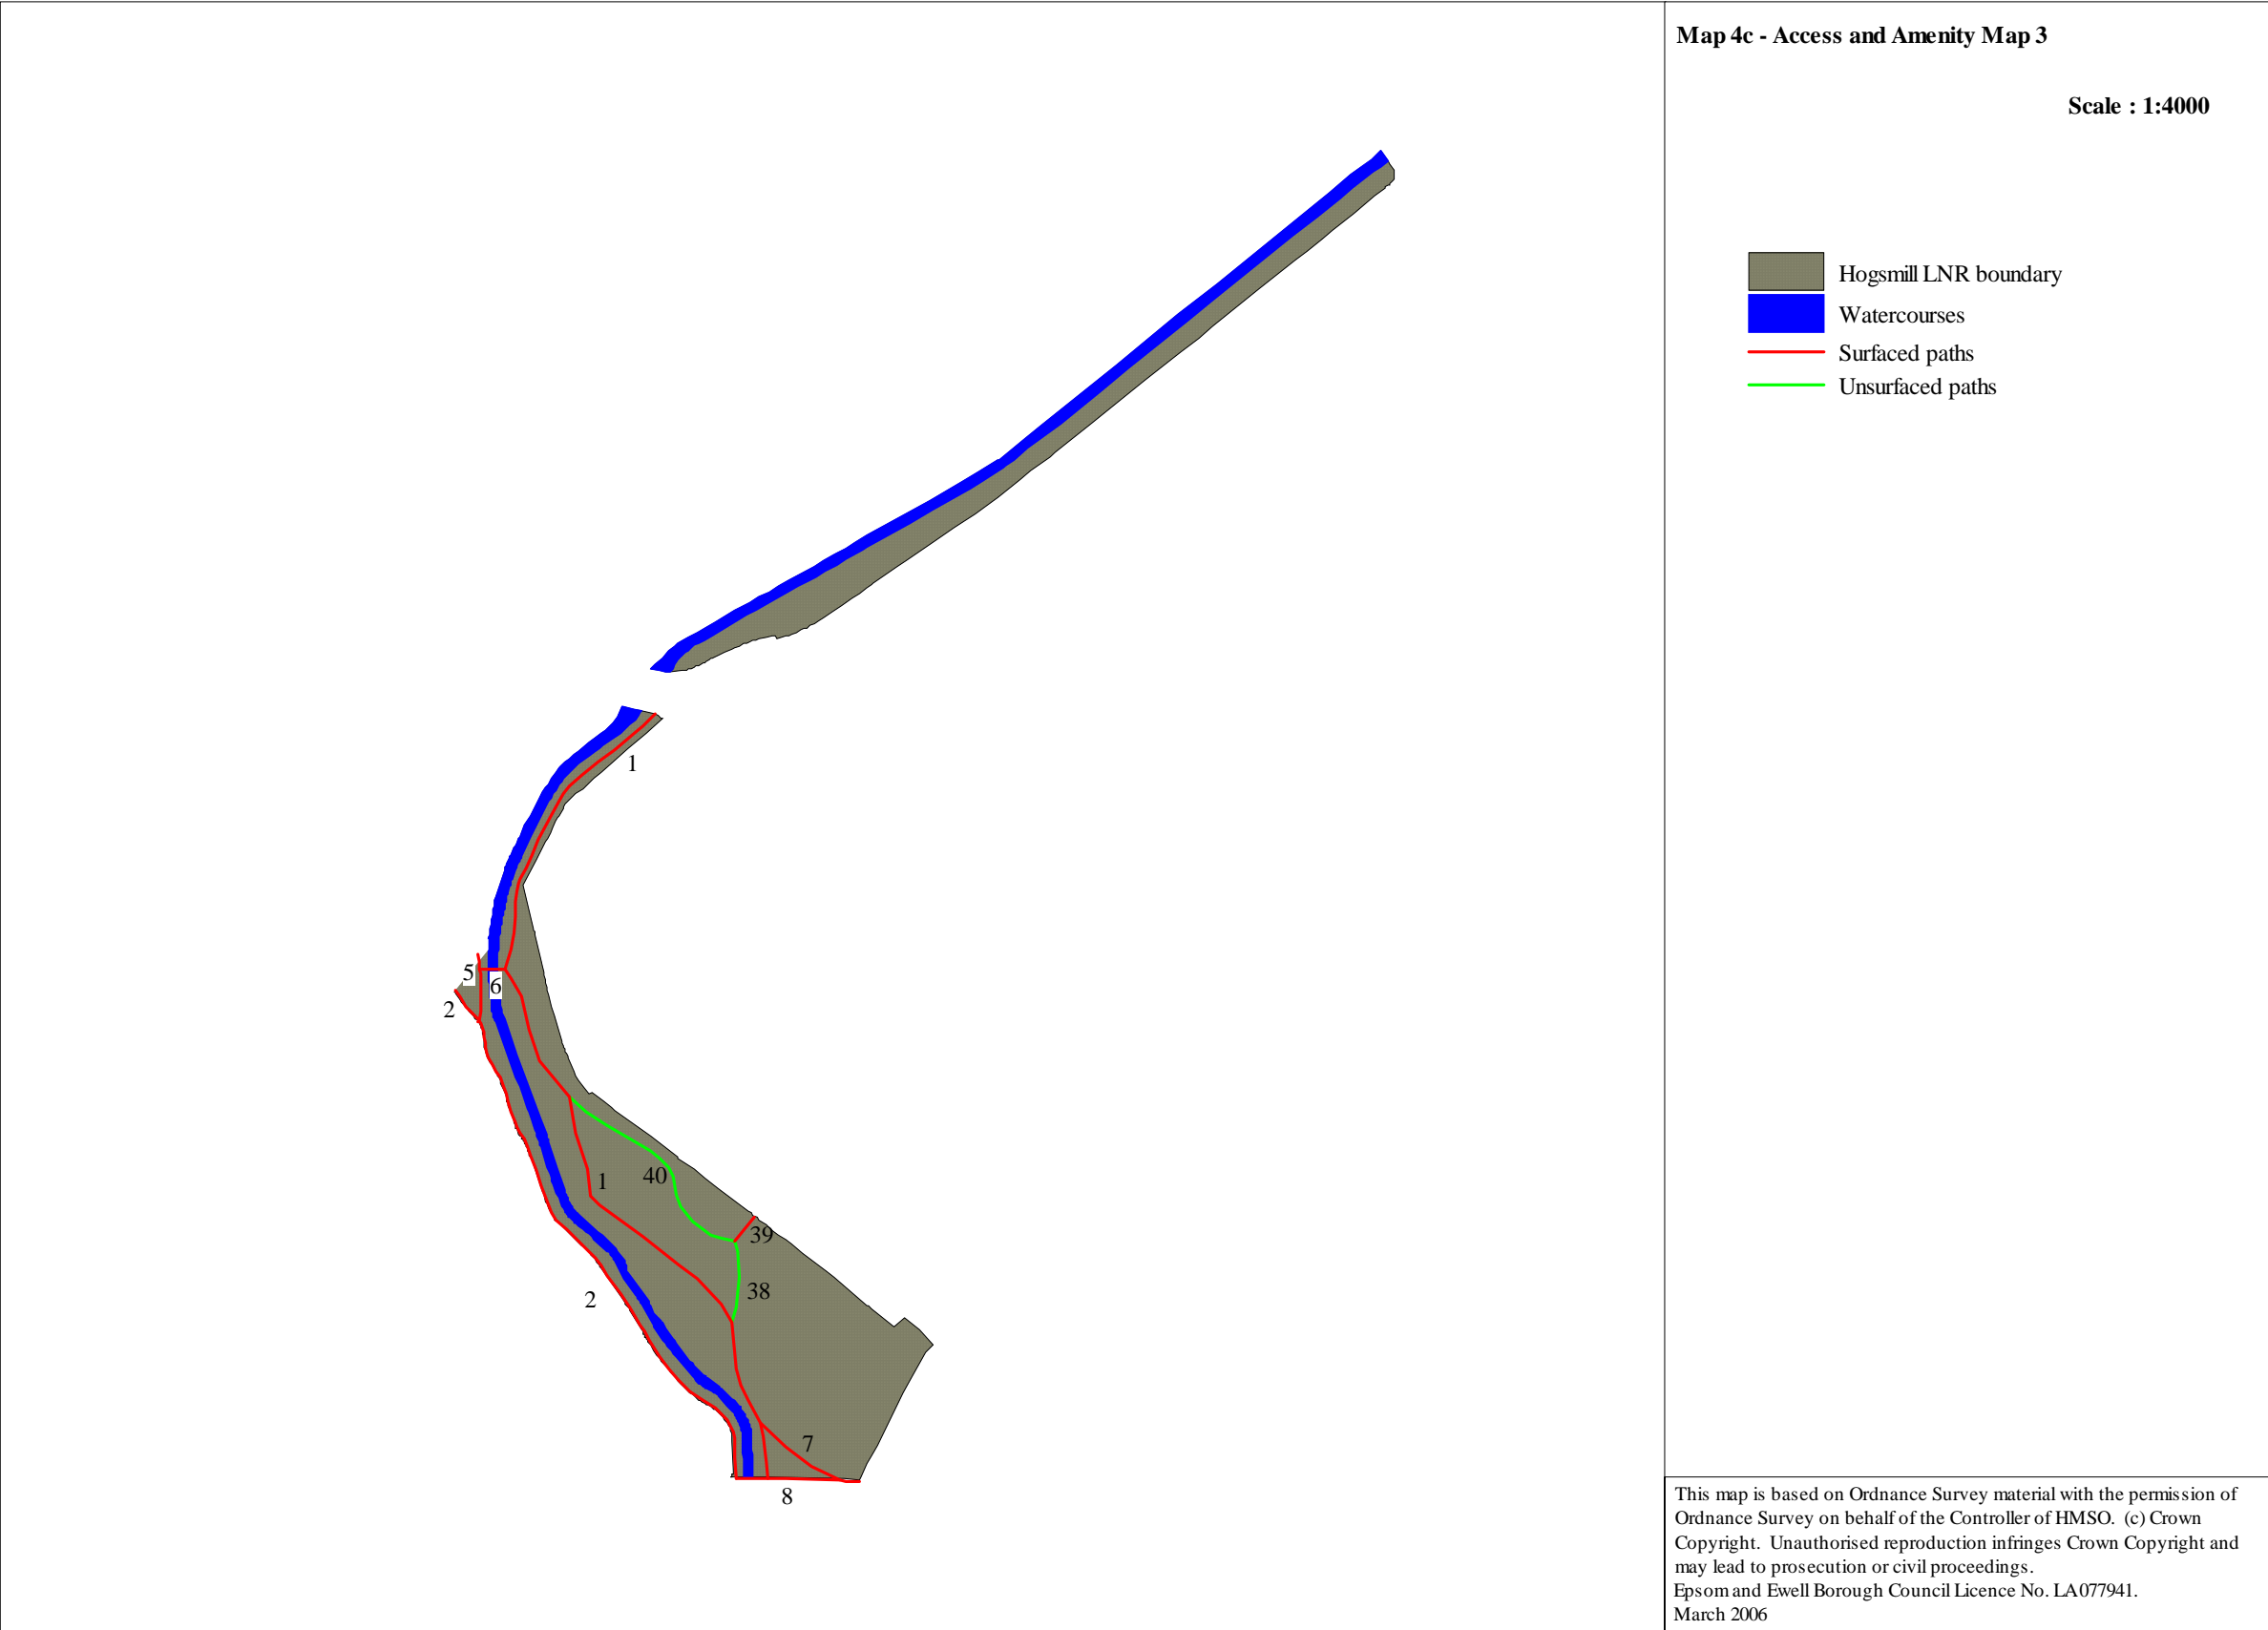 Map 4c - Access and Amenity Map 3
Scale : 1:4000
Hogsmill LNR boundary
Watercourses
Surfaced paths
Unsurfaced paths
1
5
6
2
40
1
39
38
2
7
8
This map is based on Ordnance Survey material with the permission of
Ordnance Survey on behalf of the Controller of HMSO. (c) Crown
Copyright. Unauthorised reproduction infringes Crown Copyright and
may lead to prosecution or civil proceedings.
Epsom and Ewell Borough Council Licence No. LA077941.
March 2006